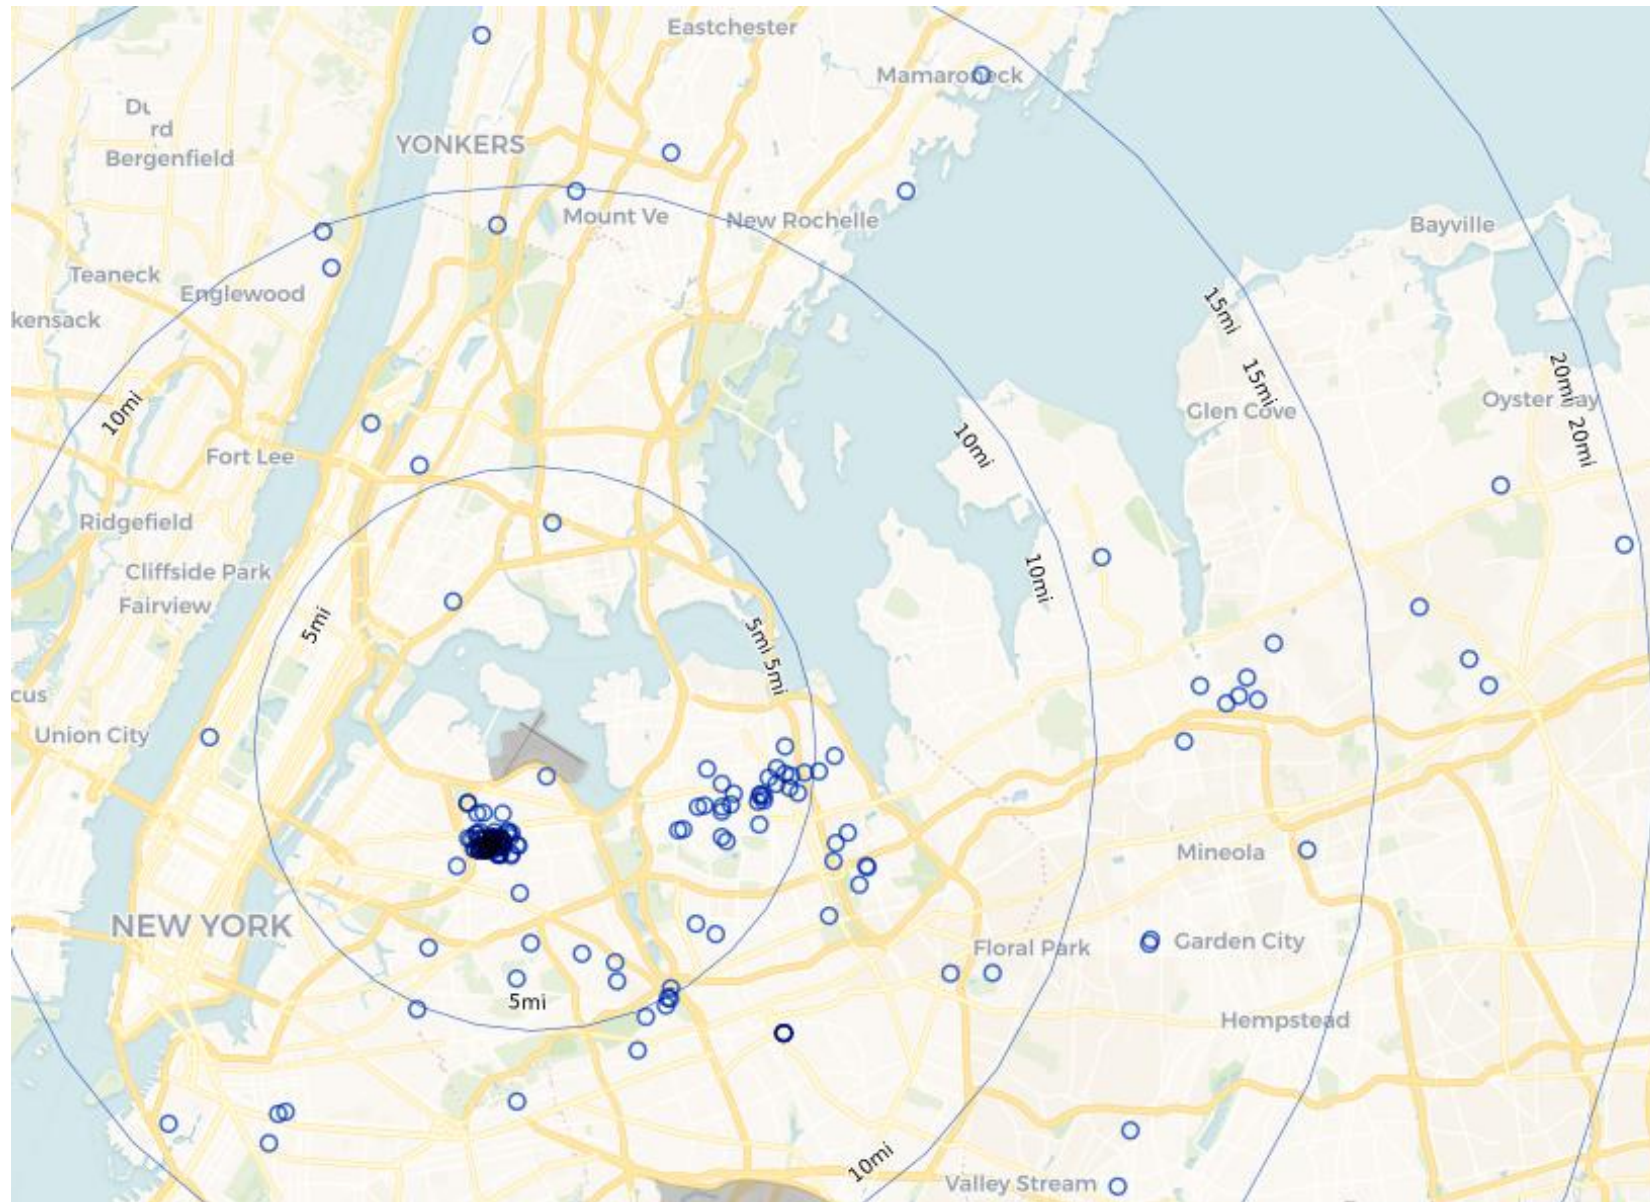 Eastchester
Mamaroneck
Du
rd
YONKERS
Bergenfield
Mount Ve
New Rochelle
Bayville
Teaneck
Englewood
kensack
15mi
15mi
20mi
10mi
Glen Cove
Oyster Bay
20mi
10mi
Fort Lee
Ridgefield
10mi
Cliffside Park
Fairview
5mi
5mi
5mi
cus
Union City
Mineola
NEW YORK
Floral Park
Garden City
5mi
Hempstead
10mi
Valley Stream